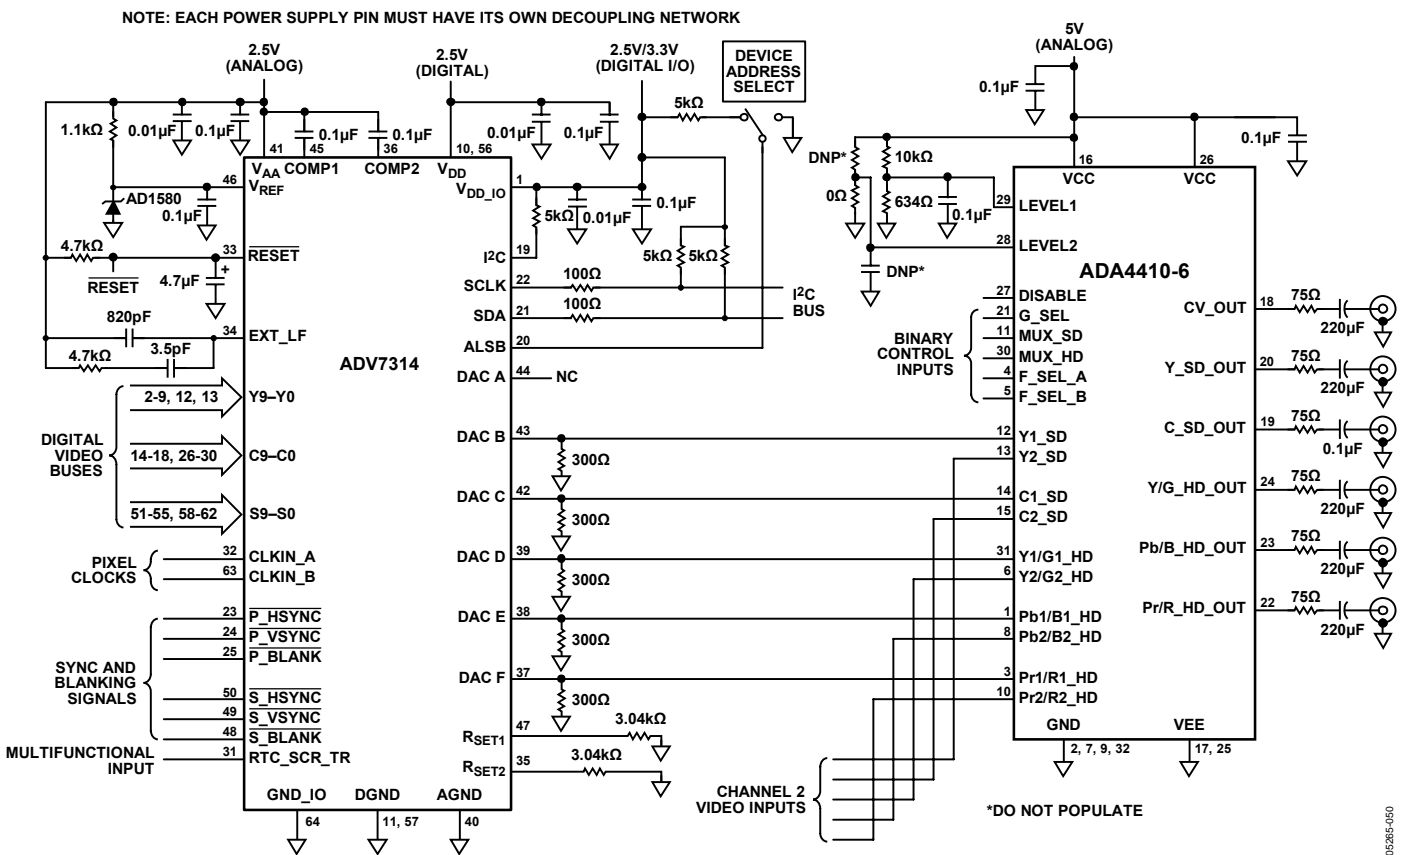 NOTE: EACH POWER SUPPLY PIN MUST HAVE ITS OWN DECOUPLING NETWORK
2.5V
(ANALOG)
2.5V
(DIGITAL)
2.5V/3.3V
(DIGITAL I/O)
DEVICE
ADDRESS
SELECT
5V
(ANALOG)
0.1µF
1.1kΩ
0.01µF
0.1µF
0.1µF
0.1µF
0.01µF
0.1µF
5kΩ
0.1µF
41
45
36
10, 56
VAA
COMP1
COMP2
VDD
46
VREF
AD1580
0.1µF
1
VDD_IO
5kΩ
0.01µF
0.1µF
4.7kΩ
33
RESET
RESET
4.7µF
+
19
I2C
5kΩ
5kΩ
820pF
34
EXT_LF
4.7kΩ
3.5pF
SCLK
22
100Ω
SDA
21
100Ω
I2C
BUS
ALSB
20
ADV7314
DAC A
44
NC
DIGITAL
VIDEO
BUSES
2-9, 12, 13
Y9–Y0
14-18, 26-30
C9–C0
51-55, 58-62
S9–S0
DAC B
43
300Ω
DAC C
42
300Ω
DAC D
39
300Ω
DAC E
38
300Ω
DAC F
37
300Ω
PIXEL
CLOCKS
32
CLKIN_A
63
CLKIN_B
SYNC AND
BLANKING
SIGNALS
23
P_HSYNC
24
P_VSYNC
25
P_BLANK
50
S_HSYNC
49
S_VSYNC
48
S_BLANK
MULTIFUNCTIONAL
INPUT
31
RTC_SCR_TR
RSET1
47
3.04kΩ
RSET2
35
3.04kΩ
GND_IO
DGND
AGND
64
11, 57
40
DNP*
10kΩ
0Ω
634Ω
0.1µF
DNP*
16
VCC
26
VCC
29
LEVEL1
28
LEVEL2
ADA4410-6
27
DISABLE
BINARY
CONTROL
INPUTS
21
G_SEL
11
MUX_SD
30
MUX_HD
4
F_SEL_A
5
F_SEL_B
CV_OUT
18
75Ω
220µF
Y_SD_OUT
20
75Ω
220µF
C_SD_OUT
19
75Ω
0.1µF
Y/G_HD_OUT
24
75Ω
220µF
Pb/B_HD_OUT
23
75Ω
220µF
Pr/R_HD_OUT
22
75Ω
220µF
12
Y1_SD
13
Y2_SD
14
C1_SD
15
C2_SD
31
Y1/G1_HD
6
Y2/G2_HD
1
Pb1/B1_HD
8
Pb2/B2_HD
3
Pr1/R1_HD
10
Pr2/R2_HD
GND
VEE
2, 7, 9, 32
17, 25
CHANNEL 2
VIDEO INPUTS
*DO NOT POPULATE
05265-050